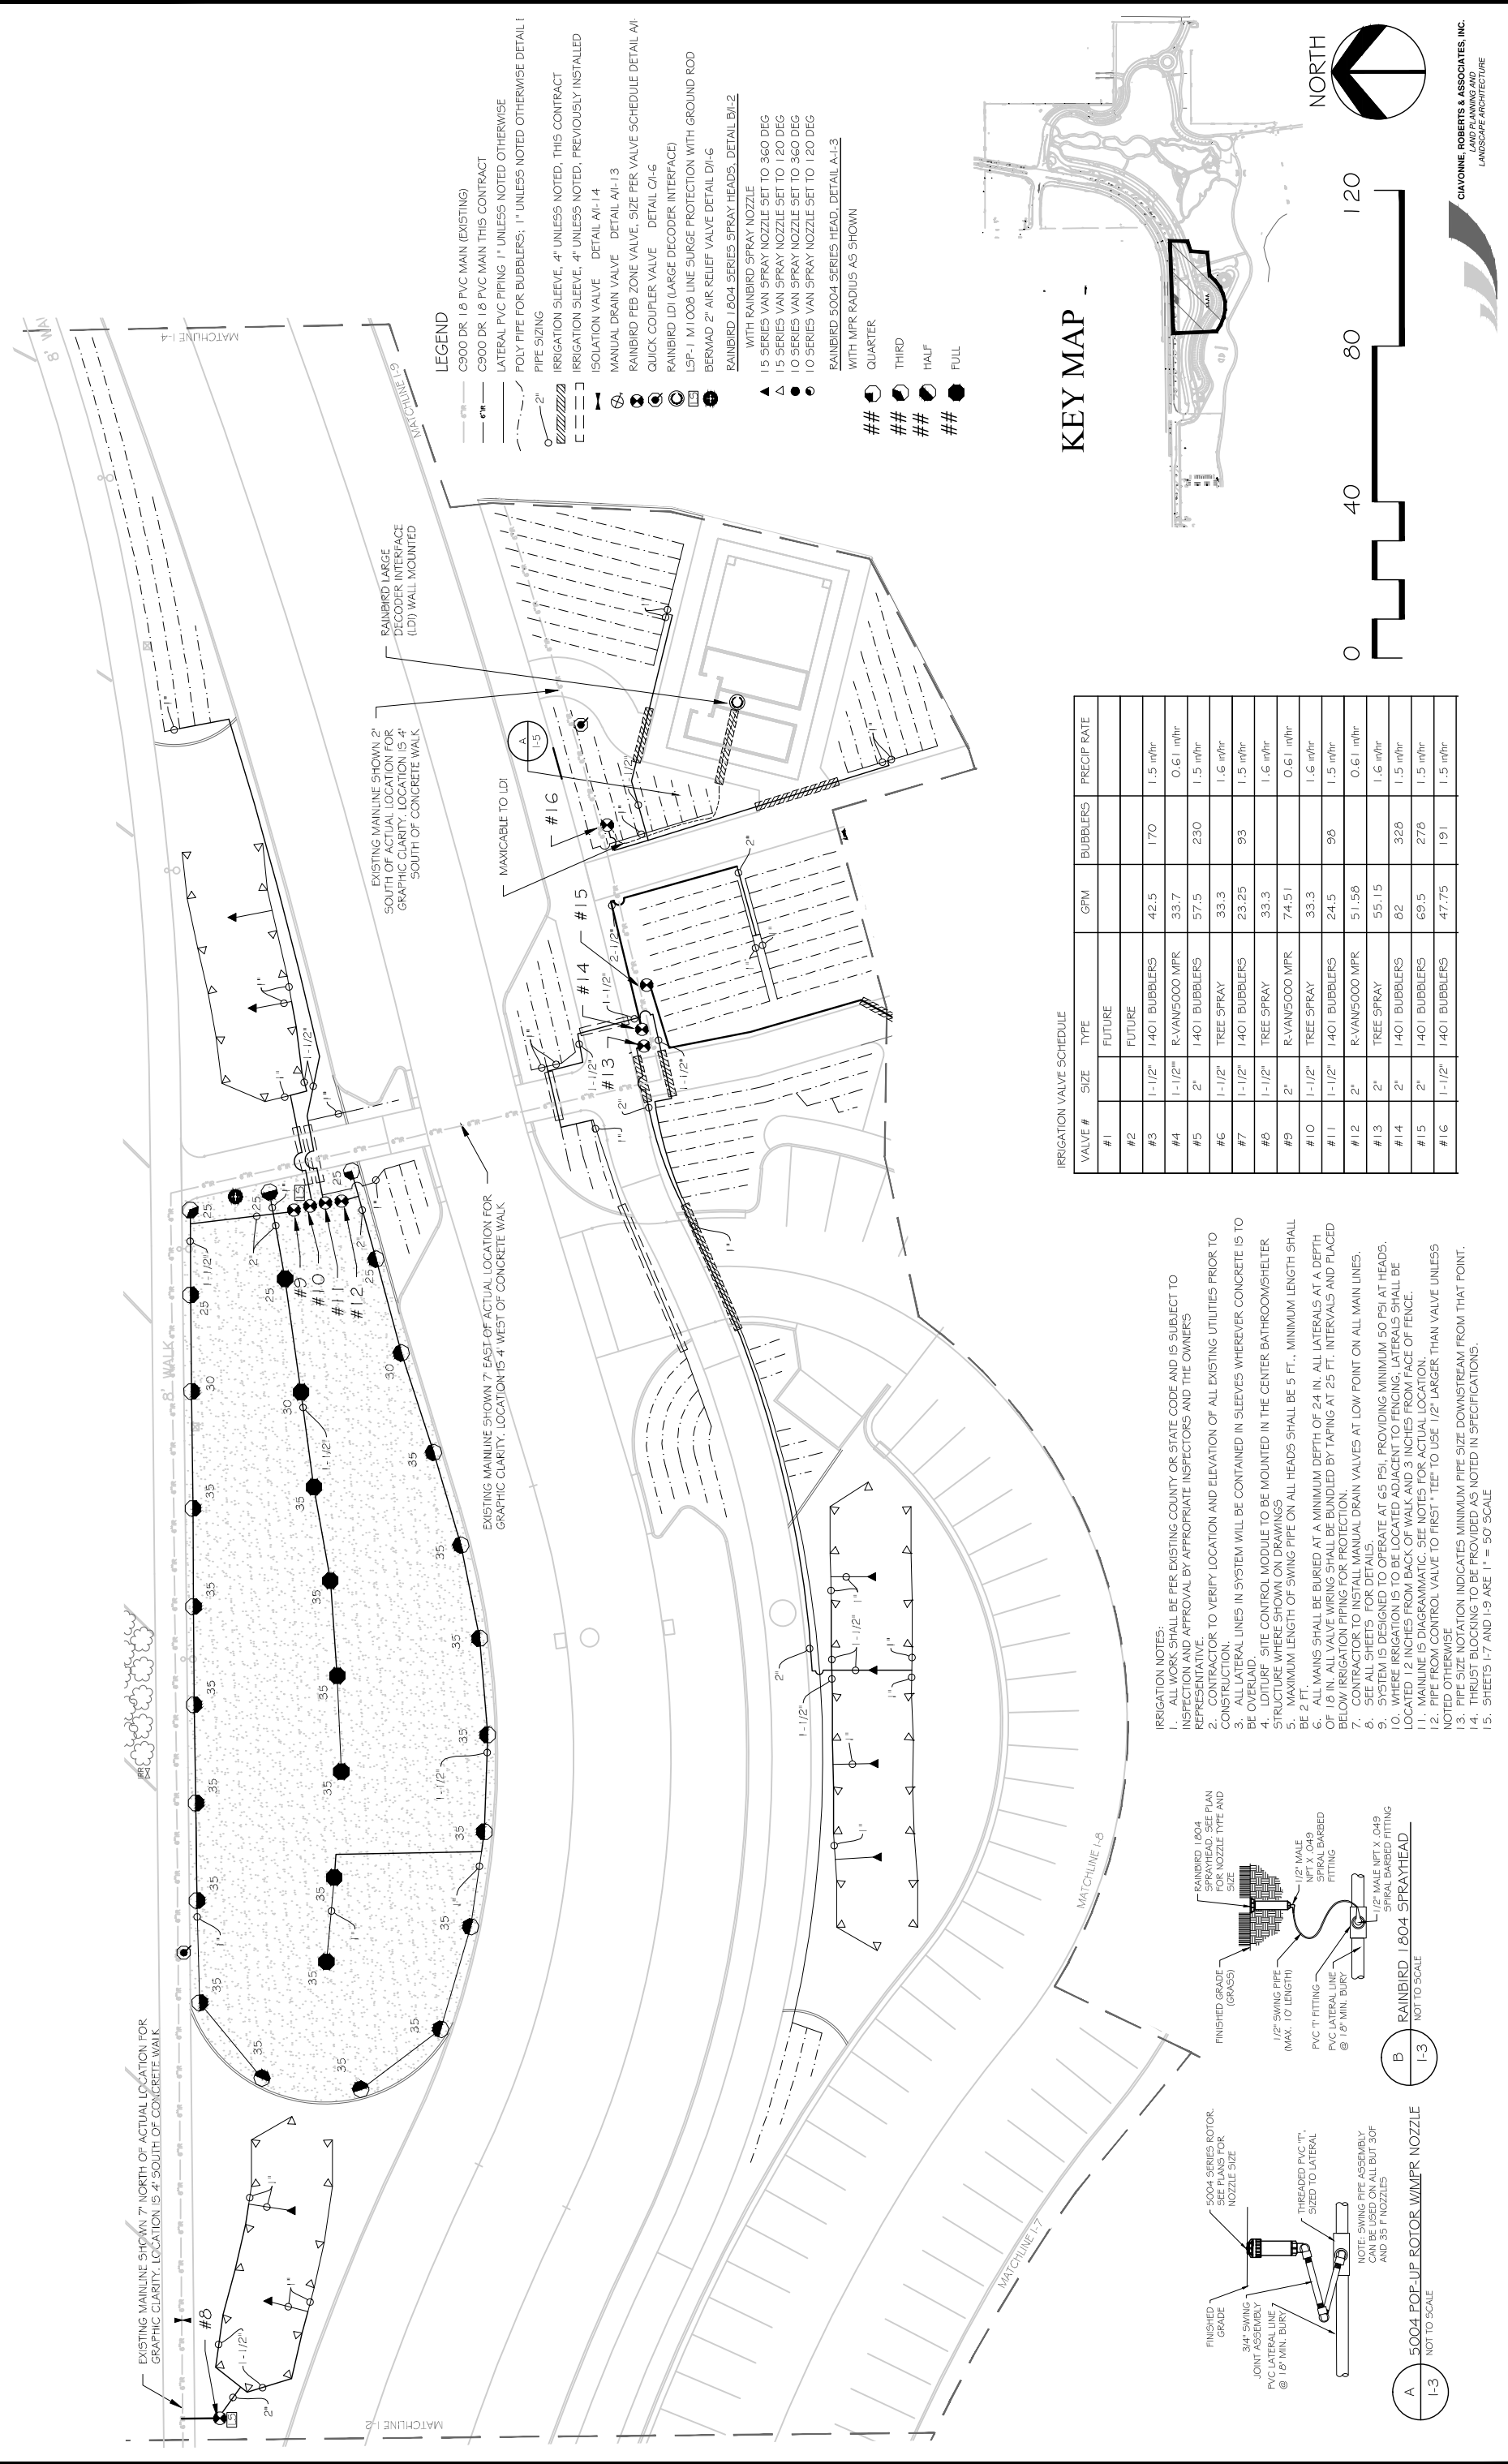 EXISTING MAINLINE SHOWN 7' NORTH OF ACTUAL LOCATION FOR
GRAPHIC CLARITY. LOCATION IS 4' SOUTH OF CONCRETE WALK
8' WALK
MATCHLINE I-4
MATCHLINE I-9
MATCHLINE I-2
MATCHLINE I-7
MATCHLINE I-8
#8
#9
#10
#11
#12
#13
#14
#15
#16
EXISTING MAINLINE SHOWN 7' EAST OF ACTUAL LOCATION FOR
GRAPHIC CLARITY. LOCATION IS 4' WEST OF CONCRETE WALK
EXISTING MAINLINE SHOWN 2'
SOUTH OF ACTUAL LOCATION FOR
GRAPHIC CLARITY. LOCATION IS 4'
SOUTH OF CONCRETE WALK
RAINBIRD LARGE
DECODER INTERFACE
(LDI) WALL MOUNTED
MAXICABLE TO LDI
A
I-5
LEGEND
C900 DR 18 PVC MAIN (EXISTING)
C900 DR 18 PVC MAIN THIS CONTRACT
LATERAL PVC PIPING 1" UNLESS NOTED OTHERWISE
POLY PIPE FOR BUBBLERS; 1" UNLESS NOTED OTHERWISE DETAIL
2" PIPE SIZING
IRRIGATION SLEEVE, 4" UNLESS NOTED, THIS CONTRACT
IRRIGATION SLEEVE, 4" UNLESS NOTED, PREVIOUSLY INSTALLED
ISOLATION VALVE DETAIL A/I-14
MANUAL DRAIN VALVE DETAIL A/I-13
RAINBIRD PEB ZONE VALVE, SIZE PER VALVE SCHEDULE DETAIL A/I-
QUICK COUPLER VALVE DETAIL C/I-6
RAINBIRD LDI (LARGE DECODER INTERFACE)
LSP-1 M1008 LINE SURGE PROTECTION WITH GROUND ROD
BERMAD 2" AIR RELIEF VALVE DETAIL D/I-6
RAINBIRD 1804 SERIES SPRAY HEADS, DETAIL B/I-2
WITH RAINBIRD SPRAY NOZZLE
15 SERIES VAN SPRAY NOZZLE SET TO 360 DEG
15 SERIES VAN SPRAY NOZZLE SET TO 120 DEG
10 SERIES VAN SPRAY NOZZLE SET TO 360 DEG
10 SERIES VAN SPRAY NOZZLE SET TO 120 DEG
RAINBIRD 5004 SERIES HEAD, DETAIL A-I-3
WITH MPR RADIUS AS SHOWN
## QUARTER
## THIRD
## HALF
## FULL
KEY MAP
NORTH
0 40 80 120
CIAVONNE, ROBERTS & ASSOCIATES, INC.
LAND PLANNING AND
LANDSCAPE ARCHITECTURE
IRRIGATION VALVE SCHEDULE
VALVE # SIZE TYPE GPM BUBBLERS PRECIP RATE
#1 FUTURE
#2 FUTURE
#3 1-1/2" 1401 BUBBLERS 42.5 170 1.5 in/hr
#4 1-1/2"" R-VAN/5000 MPR 33.7 0.61 in/hr
#5 2" 1401 BUBBLERS 57.5 230 1.5 in/hr
#6 1-1/2" TREE SPRAY 33.3 1.6 in/hr
#7 1-1/2" 1401 BUBBLERS 23.25 93 1.5 in/hr
#8 1-1/2" TREE SPRAY 33.3 1.6 in/hr
#9 2" R-VAN/5000 MPR 74.51 0.61 in/hr
#10 1-1/2" TREE SPRAY 33.3 1.6 in/hr
#11 1-1/2" 1401 BUBBLERS 24.5 98 1.5 in/hr
#12 2" R-VAN/5000 MPR 51.58 0.61 in/hr
#13 2" TREE SPRAY 55.15 1.6 in/hr
#14 2" 1401 BUBBLERS 82 328 1.5 in/hr
#15 2" 1401 BUBBLERS 69.5 278 1.5 in/hr
#16 1-1/2" 1401 BUBBLERS 47.75 191 1.5 in/hr
IRRIGATION NOTES:
1. ALL WORK SHALL BE PER EXISTING COUNTY OR STATE CODE AND IS SUBJECT TO
INSPECTION AND APPROVAL BY APPROPRIATE INSPECTORS AND THE OWNER'S
REPRESENTATIVE.
2. CONTRACTOR TO VERIFY LOCATION AND ELEVATION OF ALL EXISTING UTILITIES PRIOR TO
CONSTRUCTION.
3. ALL LATERAL LINES IN SYSTEM WILL BE CONTAINED IN SLEEVES WHEREVER CONCRETE IS TO
BE OVERLAID.
4. LDITURF SITE CONTROL MODULE TO BE MOUNTED IN THE CENTER BATHROOM/SHELTER
STRUCTURE WHERE SHOWN ON DRAWINGS
5. MAXIMUM LENGTH OF SWING PIPE ON ALL HEADS SHALL BE 5 FT., MINIMUM LENGTH SHALL
BE 2 FT.
6. ALL MAINS SHALL BE BURIED AT A MINIMUM DEPTH OF 24 IN. ALL LATERALS AT A DEPTH
OF 18 IN. ALL VALVE WIRING SHALL BE BUNDLED BY TAPING AT 25 FT. INTERVALS AND PLACED
BELOW IRRIGATION PIPING FOR PROTECTION.
7. CONTRACTOR TO INSTALL MANUAL DRAIN VALVES AT LOW POINT ON ALL MAIN LINES.
8. SEE ALL SHEETS FOR DETAILS.
9. SYSTEM IS DESIGNED TO OPERATE AT 65 PSI, PROVIDING MINIMUM 50 PSI AT HEADS.
10. WHERE IRRIGATION IS TO BE LOCATED ADJACENT TO FENCING, LATERALS SHALL BE
LOCATED 12 INCHES FROM BACK OF WALK AND 3 INCHES FROM FACE OF FENCE.
11. MAINLINE IS DIAGRAMMATIC. SEE NOTES FOR ACTUAL LOCATION.
12. PIPE FROM CONTROL VALVE TO FIRST " TEE" TO USE 1/2" LARGER THAN VALVE UNLESS
NOTED OTHERWISE
13. PIPE SIZE NOTATION INDICATES MINIMUM PIPE SIZE DOWNSTREAM FROM THAT POINT.
14. THRUST BLOCKING TO BE PROVIDED AS NOTED IN SPECIFICATIONS.
15. SHEETS I-7 AND I-9 ARE 1" = 50' SCALE
FINISHED
GRADE
5004 SERIES ROTOR.
SEE PLANS FOR
NOZZLE SIZE
3/4" SWING
JOINT ASSEMBLY
PVC LATERAL LINE
@ 18" MIN. BURY
THREADED PVC 'T',
SIZED TO LATERAL
NOTE: SWING PIPE ASSEMBLY
CAN BE USED ON ALL BUT 30F
AND 35 F NOZZLES
A
I-3
5004 POP-UP ROTOR W/MPR NOZZLE
NOT TO SCALE
FINISHED GRADE
(GRASS)
RAINBIRD 1804
SPRAYHEAD. SEE PLAN
FOR NOZZLE TYPE AND
SIZE
1/2" SWING PIPE
(MAX. 10' LENGTH)
1/2" MALE
NPT X .049
SPIRAL BARBED
FITTING
PVC 'T' FITTING
PVC LATERAL LINE
@ 18" MIN. BURY
1/2" MALE NPT X .049
SPIRAL BARBED FITTING
B
I-3
RAINBIRD 1804 SPRAYHEAD
NOT TO SCALE